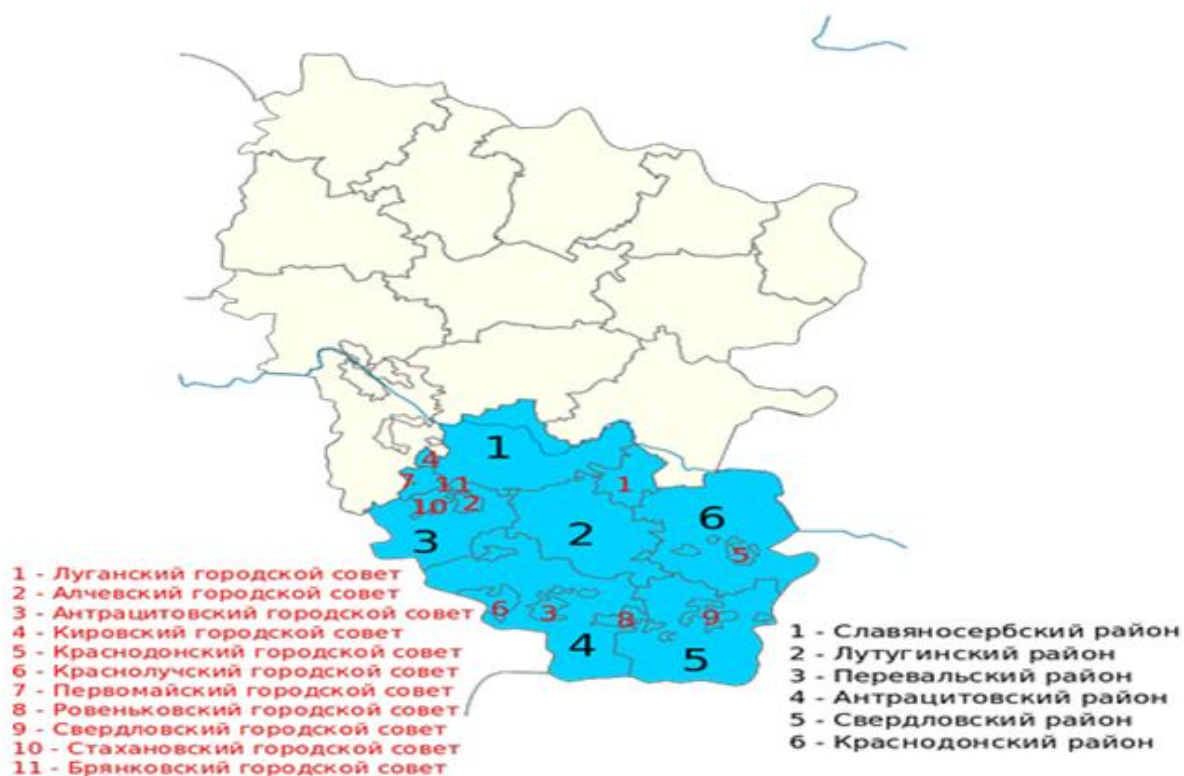 1
4
7
11
1
10
2
6
2
3
5
6
3
8
9
4
5
1 - Луганский городской совет
2 - Алчевский городской совет
3 - Антрацитовский городской совет
4 - Кировский городской совет
5 - Краснодонский городской совет
6 - Краснолучский городской совет
7 - Первомайский городской совет
8 - Ровеньковский городской совет
9 - Свердловский городской совет
10 - Стахановский городской совет
11 - Брянковский городской совет
1 - Славяносербский район
2 - Лутугинский район
3 - Перевальский район
4 - Антрацитовский район
5 - Свердловский район
6 - Краснодонский район